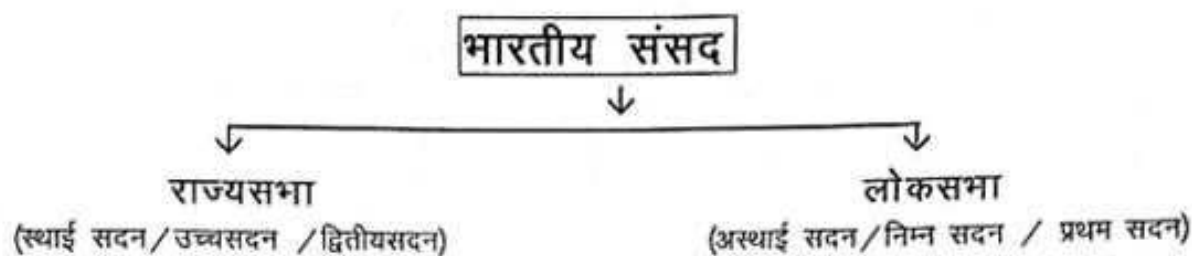 भारतीय संसद
राज्यसभा
(स्थाई सदन/उच्चसदन /द्वितीयसदन)
लोकसभा
(अस्थाई सदन/निम्न सदन / प्रथम सदन)